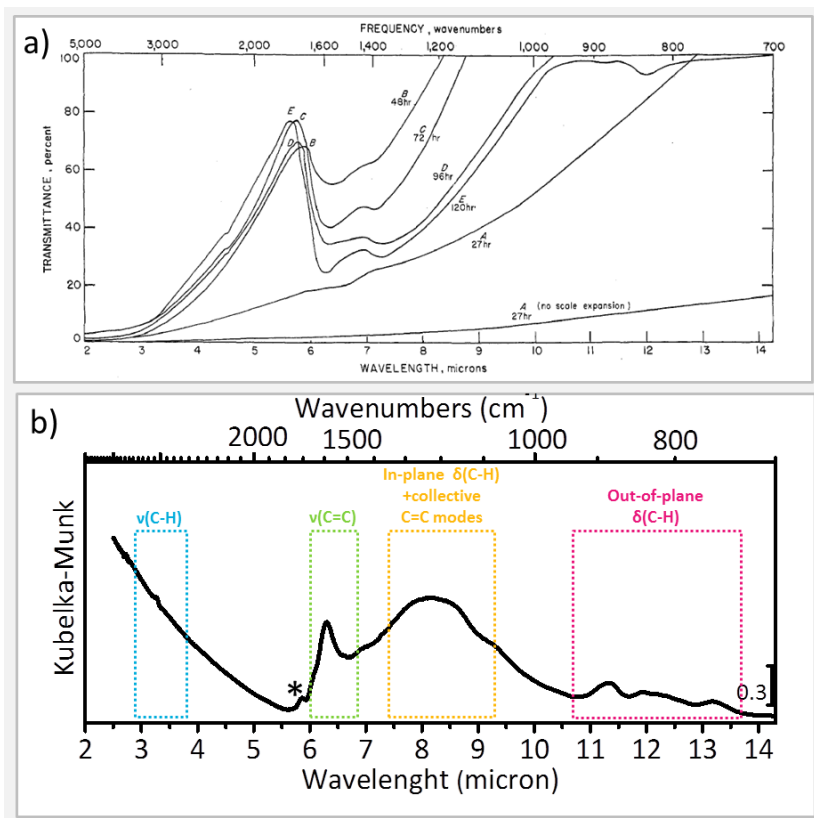 a)
FREQUENCY , wavenumbers
5,000 3,000 2,000 1,600 1,400 1,200 1,000 900 800 700
TRANSMITTANCE , percent
100
80
60
40
20
0
E C
D B
B
48hr
C
72 hr
D
96hr
E
120hr
A
27hr
A (no scale expansion)
27hr
2 3 4 5 6 7 8 9 10 11 12 13 14
WAVELENGTH, microns
b)
Wavenumbers (cm⁻¹)
2000 1500 1000 800
Kubelka-Munk
ν(C-H)
ν(C=C)
In-plane δ(C-H)
+collective
C=C modes
Out-of-plane
δ(C-H)
*
0.3
2 3 4 5 6 7 8 9 10 11 12 13 14
Wavelenght (micron)